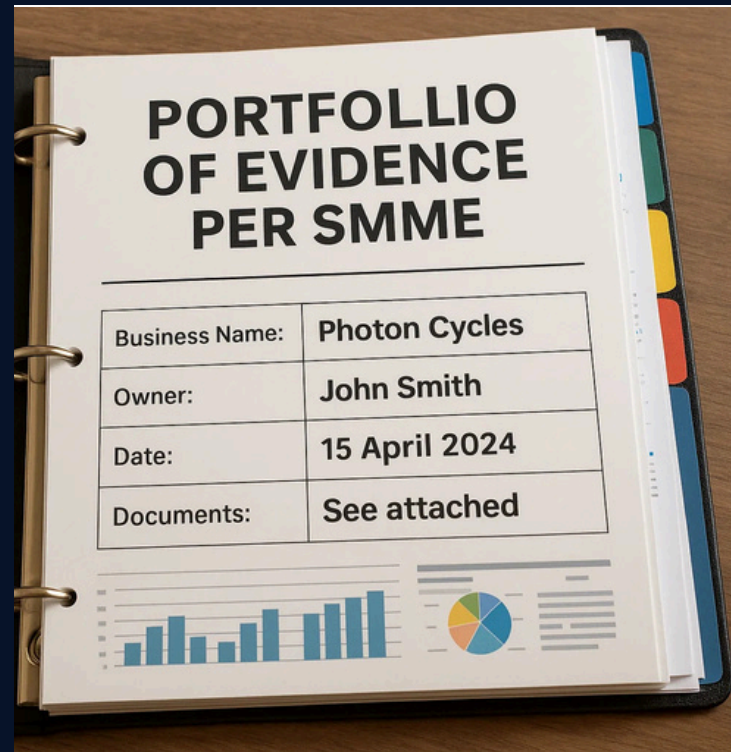 PORTFOLLIO
OF EVIDENCE
PER SMME
Business Name: Photon Cycles
Owner: John Smith
Date: 15 April 2024
Documents: See attached